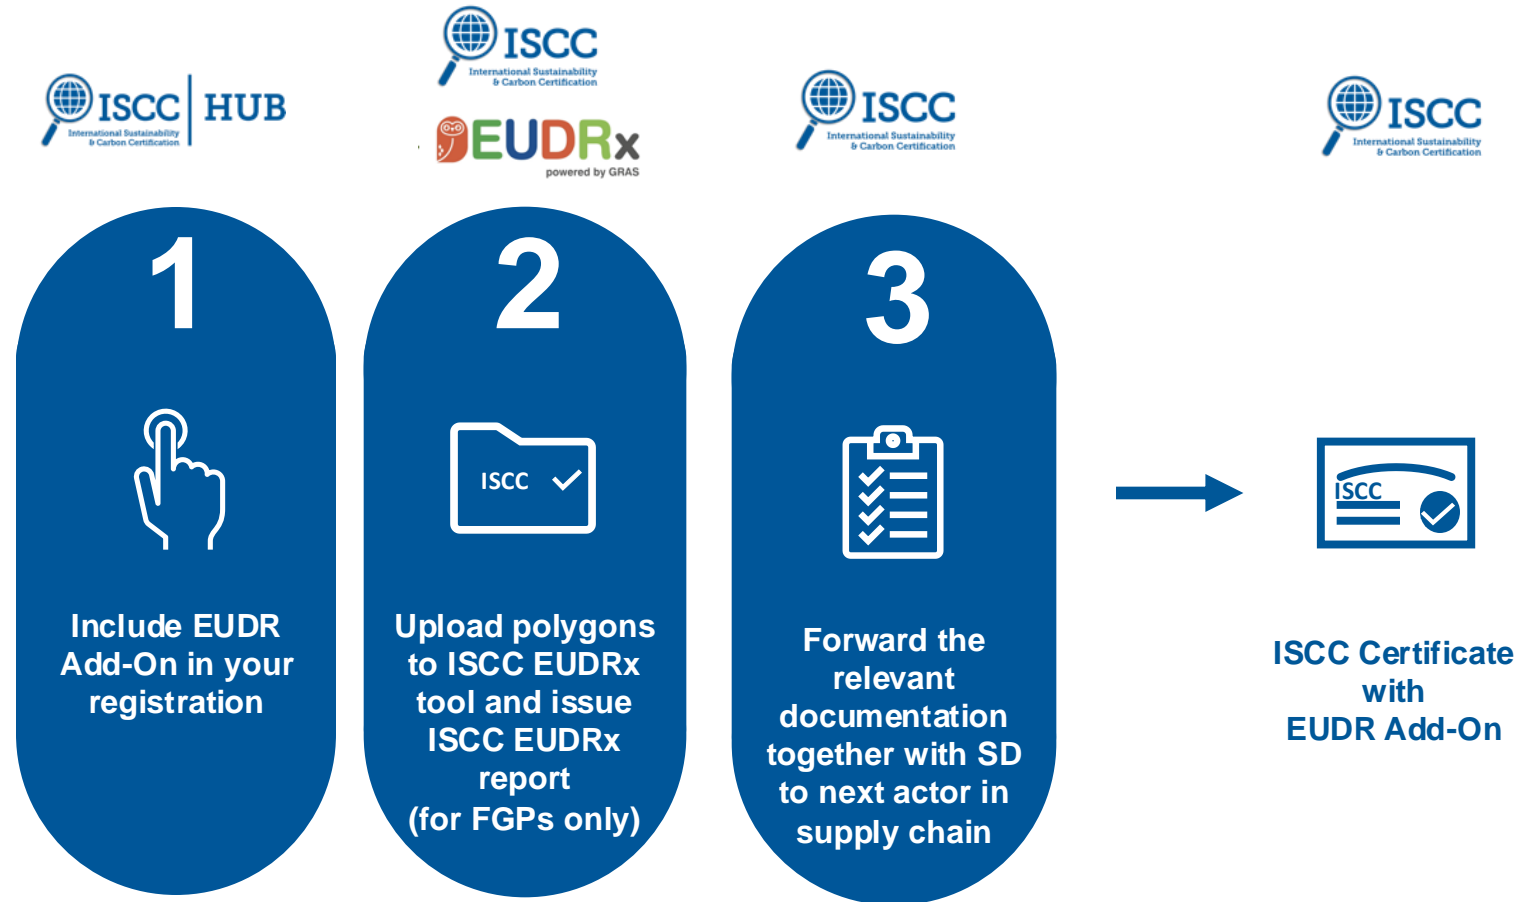 ISCC HUB
International Sustainability
& Carbon Certification
ISCC
International Sustainability
& Carbon Certification
EUDRx
powered by GRAS
ISCC
International Sustainability
& Carbon Certification
ISCC
International Sustainability
& Carbon Certification
1
Include EUDR
Add-On in your
registration
2
ISCC
Upload polygons
to ISCC EUDRx
tool and issue
ISCC EUDRx
report
(for FGPs only)
3
Forward the
relevant
documentation
together with SD
to next actor in
supply chain
ISCC
ISCC Certificate
with
EUDR Add-On